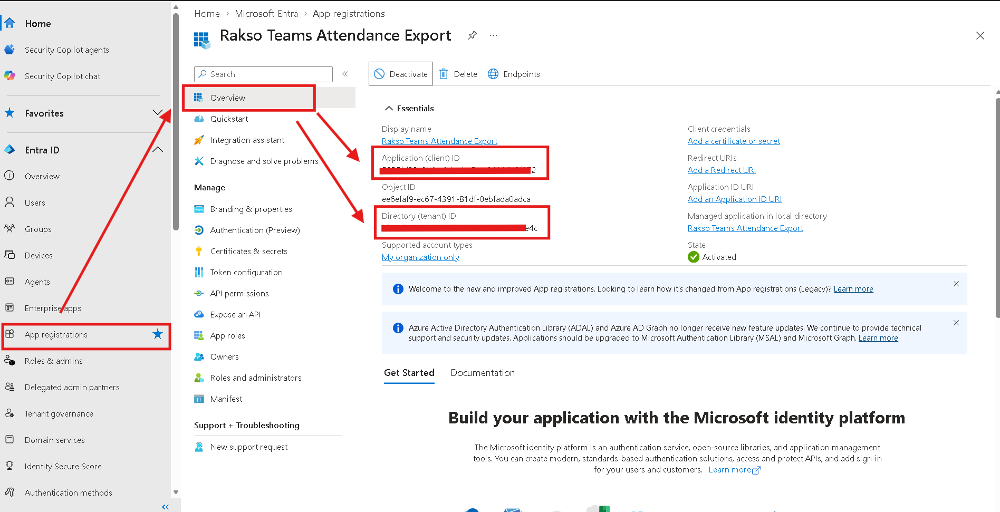 Home
Security Copilot agents
Security Copilot chat
Favorites
Entra ID
Overview
Users
Groups
Devices
Agents
Enterprise apps
App registrations
Roles & admins
Delegated admin partners
Tenant governance
Domain services
Identity Secure Score
Authentication methods
Home > Microsoft Entra > App registrations
Rakso Teams Attendance Export
Search
Overview
Quickstart
Integration assistant
Diagnose and solve problems
Manage
Branding & properties
Authentication (Preview)
Certificates & secrets
Token configuration
API permissions
Expose an API
App roles
Owners
Roles and administrators
Manifest
Support + Troubleshooting
New support request
Deactivate
Delete
Endpoints
Essentials
Display name
Rakso Teams Attendance Export
Application (client) ID
Object ID
ee6efaf9-ec67-4391-81df-0ebfada0adca
Directory (tenant) ID
e4c
Supported account types
My organization only
Client credentials
Add a certificate or secret
Redirect URIs
Add a Redirect URI
Application ID URI
Add an Application ID URI
Managed application in local directory
Rakso Teams Attendance Export
State
Activated
Welcome to the new and improved App registrations. Looking to learn how it's changed from App registrations (Legacy)? Learn more
Azure Active Directory Authentication Library (ADAL) and Azure AD Graph no longer receive new feature updates. We continue to provide technical
support and security updates. Applications should be upgraded to Microsoft Authentication Library (MSAL) and Microsoft Graph. Learn more
Get Started
Documentation
Build your application with the Microsoft identity platform
The Microsoft identity platform is an authentication service, open-source libraries, and application management
tools. You can create modern, standards-based authentication solutions, access and protect APIs, and add sign-in
for your users and customers. Learn more